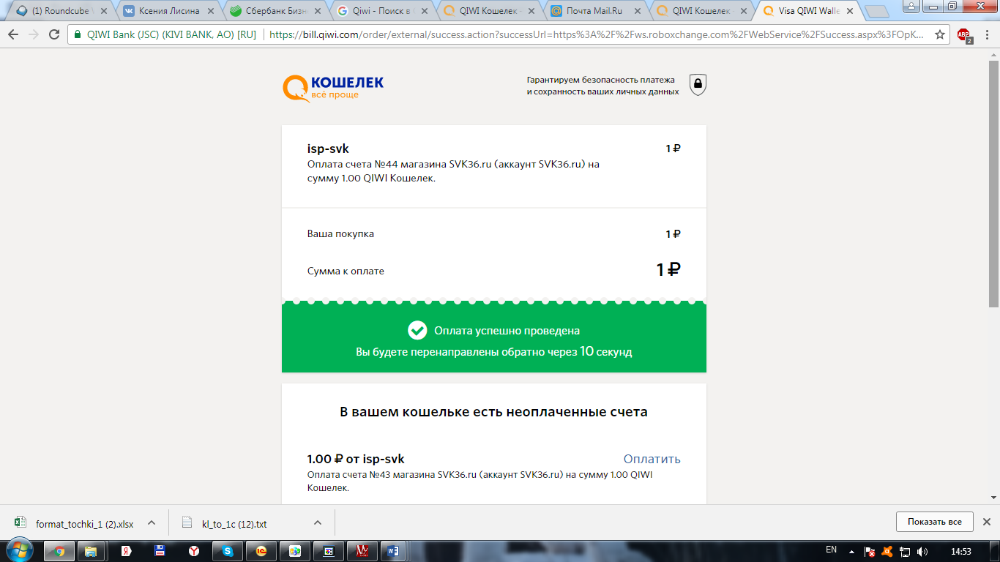 (1) Roundcube
Ксения Лисина
Сбербанк Бизн
Qiwi - Поиск в
QIWI Кошелек
Почта Mail.Ru
QIWI Кошелек
Visa QIWI Walle
QIWI Bank (JSC) (KIVI BANK, AO) [RU]
https://bill.qiwi.com/order/external/success.action?successUrl=https%3A%2F%2Fws.roboxchange.com%2FWebService%2FSuccess.aspx%3FOpK...
ABP
2
КОШЕЛЕК
всё проще
Гарантируем безопасность платежа
и сохранность ваших личных данных
isp-svk
1 ₽
Оплата счета №44 магазина SVK36.ru (аккаунт SVK36.ru) на
сумму 1.00 QIWI Кошелек.
Ваша покупка
1 ₽
Сумма к оплате
1 ₽
Оплата успешно проведена
Вы будете перенаправлены обратно через 10 секунд
В вашем кошельке есть неоплаченные счета
1.00 ₽ от isp-svk
Оплатить
Оплата счета №43 магазина SVK36.ru (аккаунт SVK36.ru) на сумму 1.00 QIWI
Кошелек.
format_tochki_1 (2).xlsx
kl_to_1c (12).txt
Показать все
EN
14:53